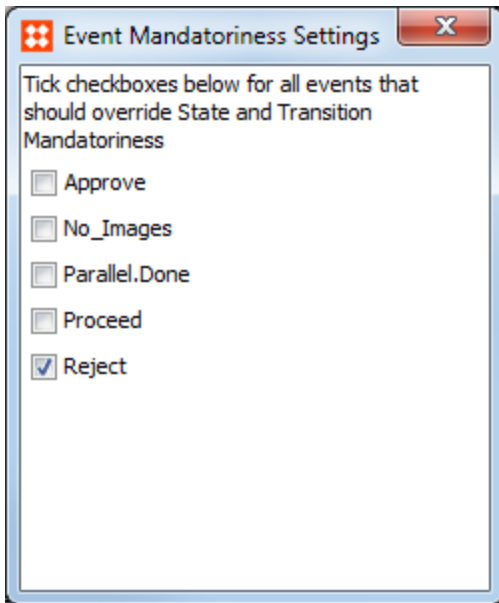 Event Mandatoriness Settings
Tick checkboxes below for all events that
should override State and Transition
Mandatoriness
Approve
No_Images
Parallel.Done
Proceed
Reject